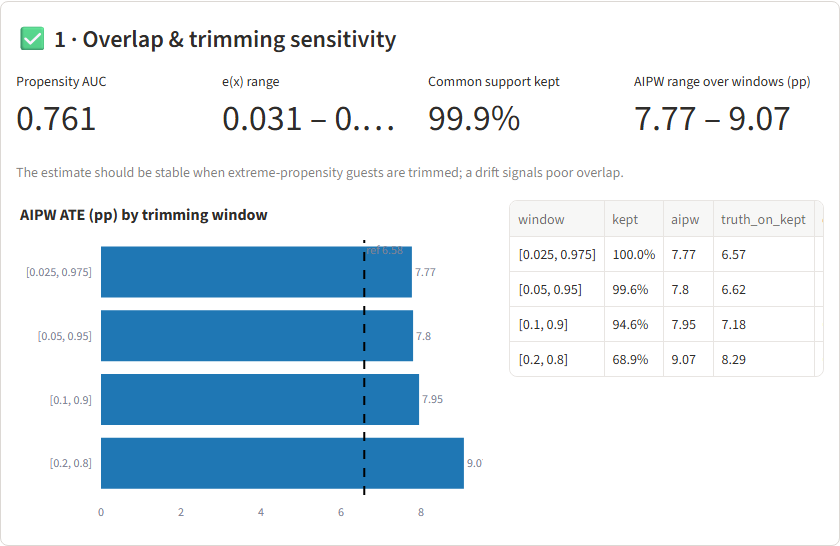 ✅ 1 · Overlap & trimming sensitivity
Propensity AUC e(x) range Common support kept AIPW range over windows (pp)
0.761 0.031 – 0.… 99.9% 7.77 – 9.07
The estimate should be stable when extreme-propensity guests are trimmed; a drift signals poor overlap.
AIPW ATE (pp) by trimming window
ref 6.58
[0.025, 0.975] 7.77
[0.05, 0.95] 7.8
[0.1, 0.9] 7.95
[0.2, 0.8] 9.0
0 2 4 6 8
window kept aipw truth_on_kept
[0.025, 0.975] 100.0% 7.77 6.57
[0.05, 0.95] 99.6% 7.8 6.62
[0.1, 0.9] 94.6% 7.95 7.18
[0.2, 0.8] 68.9% 9.07 8.29